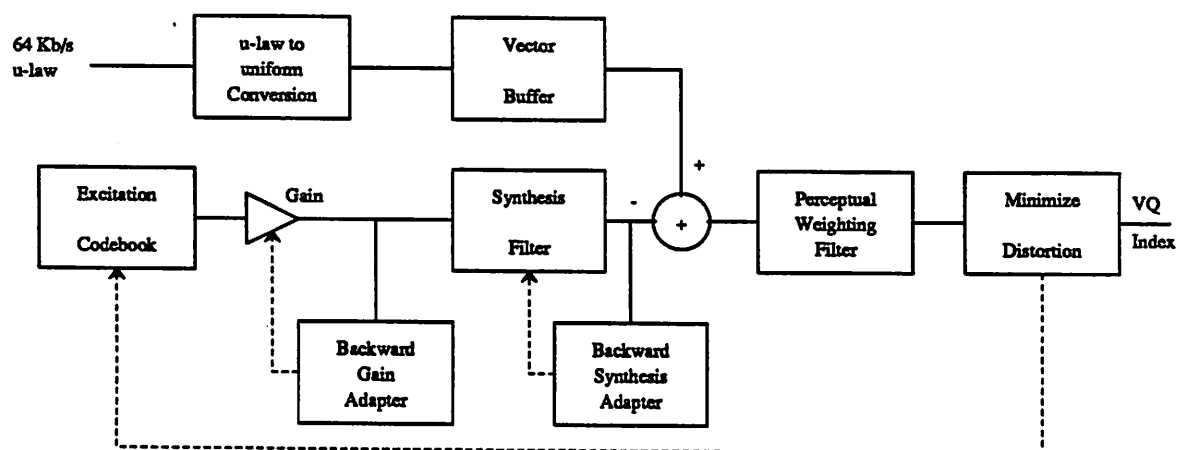 64 Kb/s
u-law
u-law to
uniform
Conversion
Vector
Buffer
+
Excitation
Codebook
Gain
Synthesis
Filter
-
+
Perceptual
Weighting
Filter
Minimize
Distortion
VQ
Index
Backward
Gain
Adapter
Backward
Synthesis
Adapter